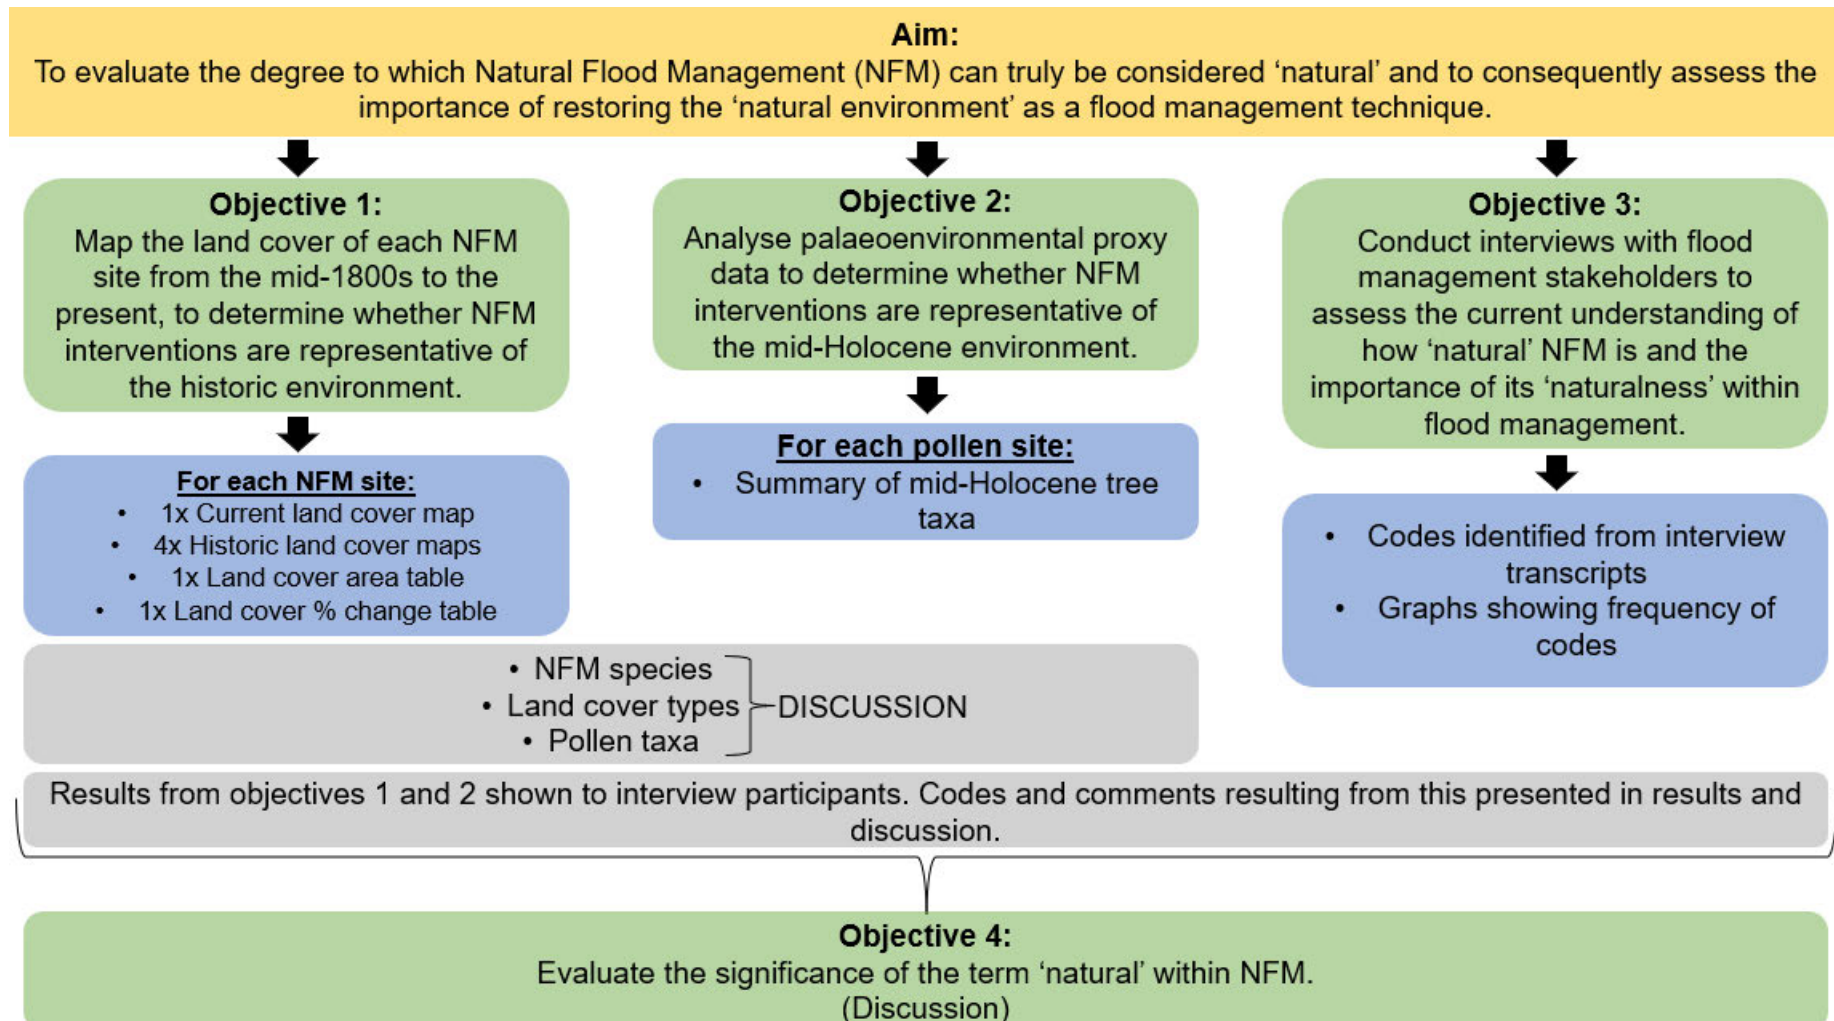 Aim:
To evaluate the degree to which Natural Flood Management (NFM) can truly be considered ‘natural’ and to consequently assess the
importance of restoring the ‘natural environment’ as a flood management technique.
Objective 1:
Map the land cover of each NFM
site from the mid-1800s to the
present, to determine whether NFM
interventions are representative of
the historic environment.
For each NFM site:
• 1x Current land cover map
• 4x Historic land cover maps
• 1x Land cover area table
• 1x Land cover % change table
Objective 2:
Analyse palaeoenvironmental proxy
data to determine whether NFM
interventions are representative of
the mid-Holocene environment.
For each pollen site:
• Summary of mid-Holocene tree
taxa
Objective 3:
Conduct interviews with flood
management stakeholders to
assess the current understanding of
how ‘natural’ NFM is and the
importance of its ‘naturalness’ within
flood management.
• Codes identified from interview
transcripts
• Graphs showing frequency of
codes
• NFM species
• Land cover types
• Pollen taxa
DISCUSSION
Results from objectives 1 and 2 shown to interview participants. Codes and comments resulting from this presented in results and
discussion.
Objective 4:
Evaluate the significance of the term ‘natural’ within NFM.
(Discussion)